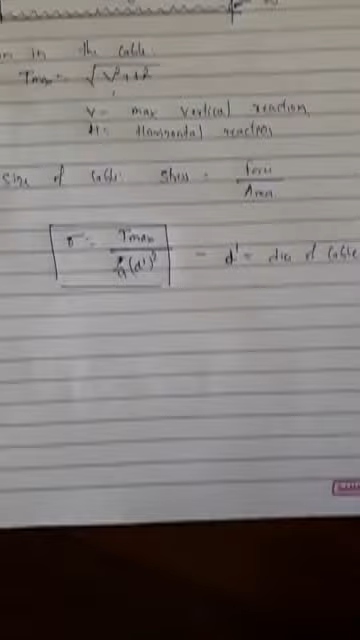 in the cable.
Tmax = √V²+H²
V = max vertical reaction,
H = Horizontal reaction
Size of cable. Stress = Force / Area
σ = Tmax / π/4 (d')² - d' = dia of cable